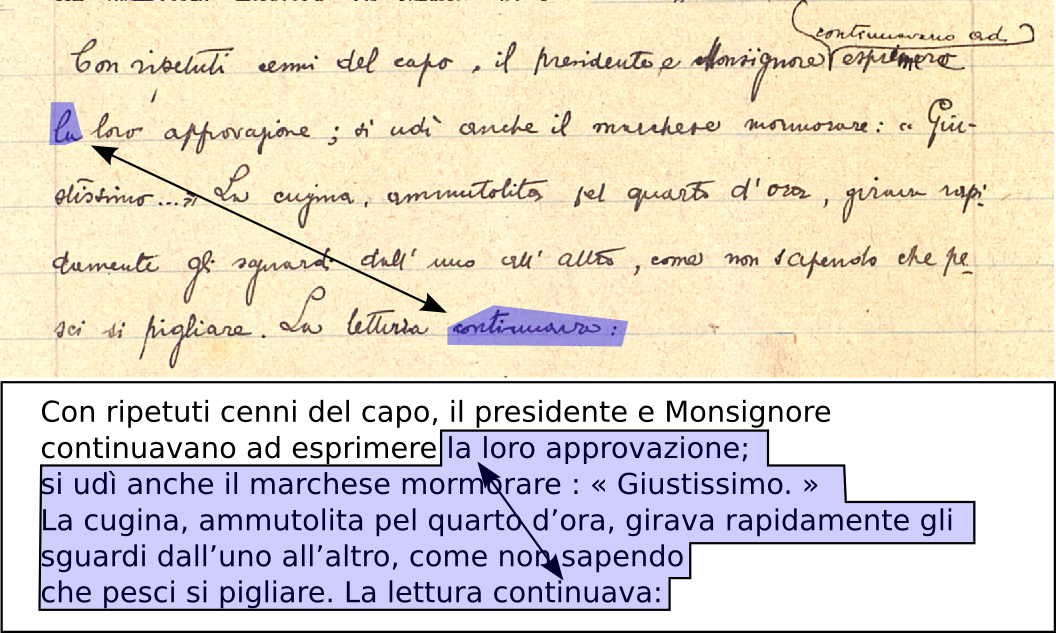 continuavano ad
Con ripetuti cenni del capo, il presidente e Monsignore esprimere
la loro approvazione; si udì anche il marchese mormorare: « Giu-
stissimo...» La cugina, ammutolita pel quarto d'ora, girava rapi-
damente gli sguardi dall'uno all'altro, come non sapendo che pe-
sci si pigliare. La lettura continuava:
Con ripetuti cenni del capo, il presidente e Monsignore
continuavano ad esprimere la loro approvazione;
si udì anche il marchese mormorare : « Giustissimo. »
La cugina, ammutolita pel quarto d’ora, girava rapidamente gli
sguardi dall’uno all’altro, come non sapendo
che pesci si pigliare. La lettura continuava: